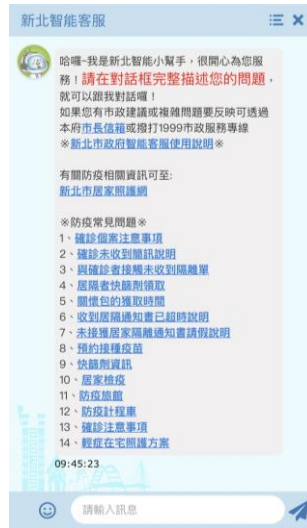 新北智能客服
哈囉~我是新北智能小幫手,很開心為您服
務!請在對話框完整描述您的問題,
就可以跟我對話喔!
如果您有市政建議或複雜問題要反映可透過
本府市長信箱或撥打1999市政服務專線
※新北市政府智能客服使用說明※
有關防疫相關資訊可至:
新北市居家照護網
※防疫常見問題※
1、確診個案注意事項
2、確診未收到簡訊說明
3、與確診者接觸未收到隔離單
4、居隔者快篩劑領取
5、關懷包的獲取時間
6、收到居隔通知書已超時說明
7、未接獲居家隔離通知書請假說明
8、預約接種疫苗
9、快篩劑資訊
10、居家檢疫
11、防疫旅館
12、防疫計程車
13、確診注意事項
14、輕症在宅照護方案
09:45:23
請輸入訊息